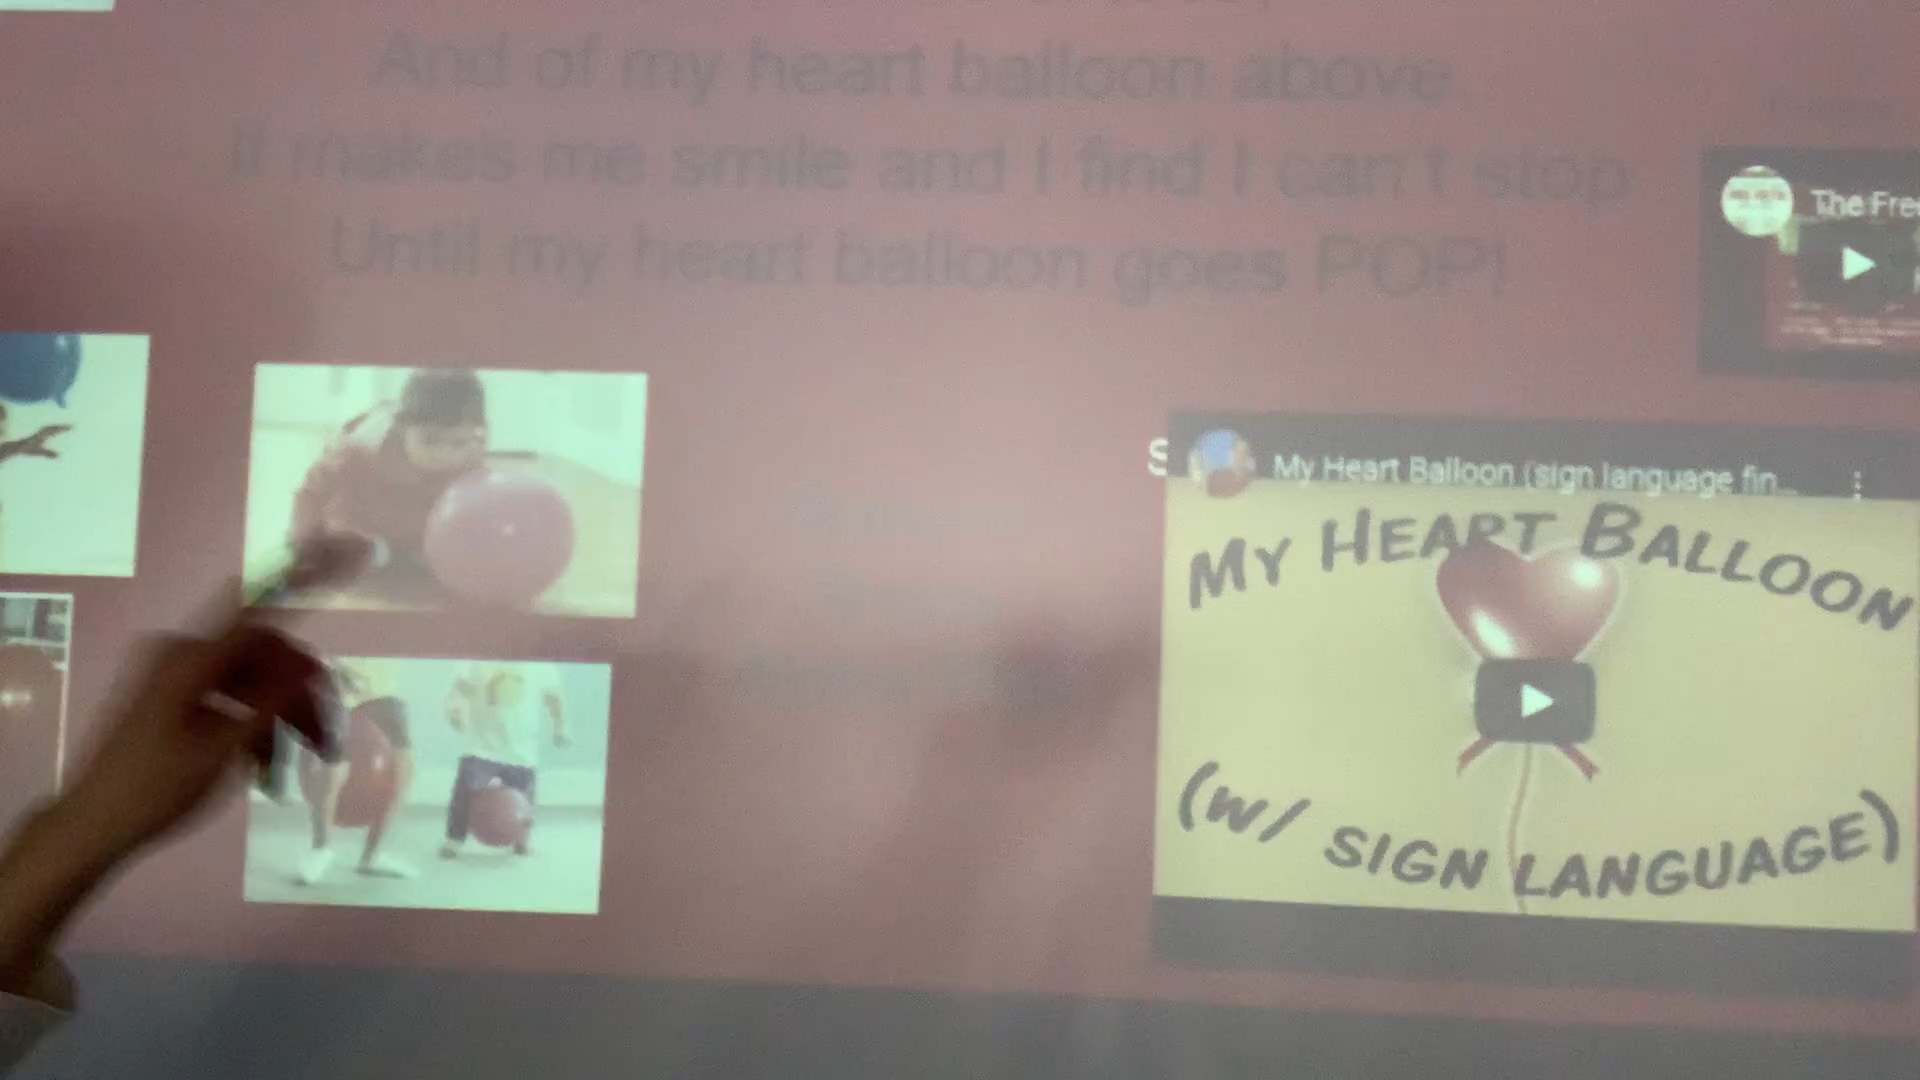 And of my heart balloon above
It makes me smile and I find I can't stop
Until my heart balloon goes POP!
The Fre
S
My Heart Balloon (sign language fin...
MY HEART BALLOON
(W/ SIGN LANGUAGE)